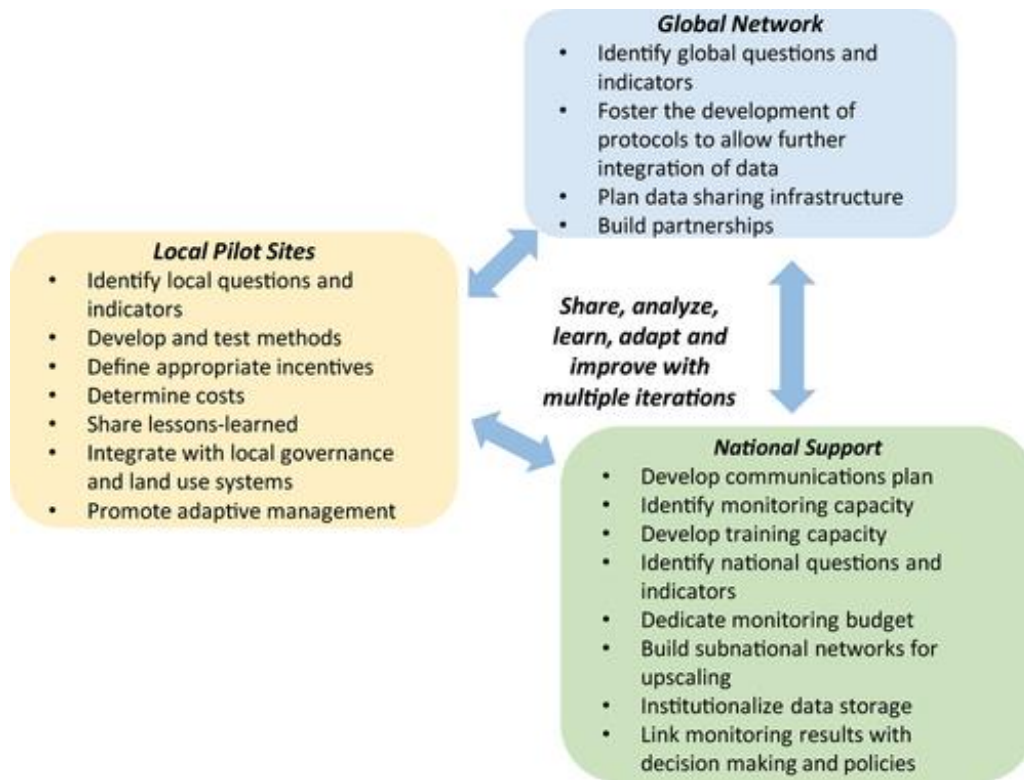 Global Network
• Identify global questions and
indicators
• Foster the development of
protocols to allow further
integration of data
• Plan data sharing infrastructure
• Build partnerships
Local Pilot Sites
• Identify local questions and
indicators
• Develop and test methods
• Define appropriate incentives
• Determine costs
• Share lessons-learned
• Integrate with local governance
and land use systems
• Promote adaptive management
Share, analyze,
learn, adapt and
improve with
multiple iterations
National Support
• Develop communications plan
• Identify monitoring capacity
• Develop training capacity
• Identify national questions and
indicators
• Dedicate monitoring budget
• Build subnational networks for
upscaling
• Institutionalize data storage
• Link monitoring results with
decision making and policies